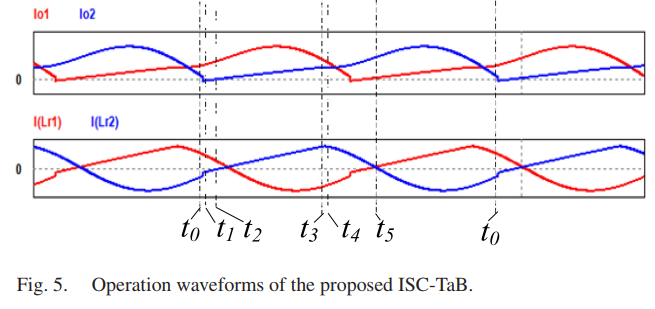 Io1 Io2
0
I(Lr1) I(Lr2)
0
t0 t1 t2 t3 t4 t5 t0
Fig. 5. Operation waveforms of the proposed ISC-TaB.